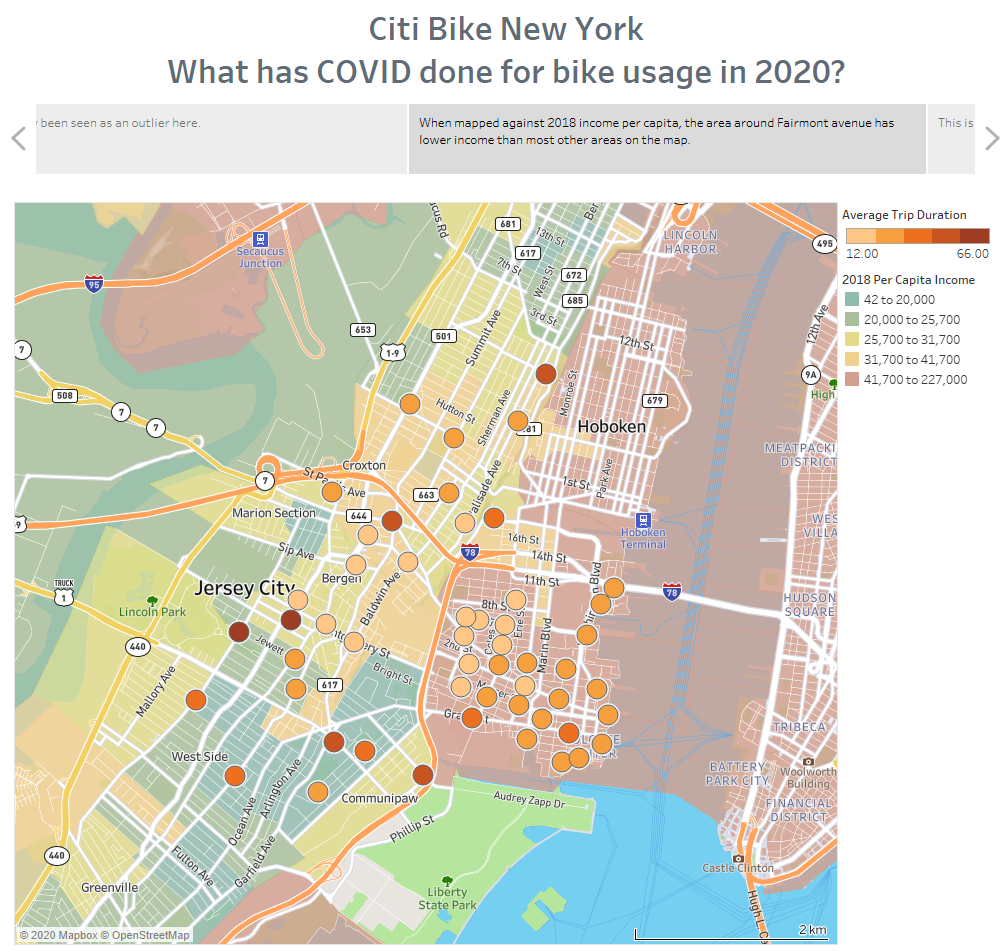 Citi Bike New York
What has COVID done for bike usage in 2020?
been seen as an outlier here.
When mapped against 2018 income per capita, the area around Fairmont avenue has
lower income than most other areas on the map.
This is
Average Trip Duration
12.00 66.00
2018 Per Capita Income
42 to 20,000
20,000 to 25,700
25,700 to 31,700
31,700 to 41,700
41,700 to 227,000
681
LINCOLN
HARBOR
495
13th St
617
Secaucus
Junction
95
7th St
West St
672
685
3rd St
653
501
Summit Ave
12th Ave
7
1-9
12th St
9A
508
7
7
Monroe St
679
High
Hutton St
Sherman Ave
Hoboken
MEATPACKI
DISTRICT
Croxton
7
663
1st St
Park Ave
Marion Section
644
16th St
Hoboken
Terminal
WES
VILLA
9
Sip Ave
78
14th St
Bergen
11th St
TRUCK
1
Jersey City
Baldwin Ave
78
HUDSON
SQUARE
Lincoln Park
8th S
Erie S
440
Jewett
2nd St
Marin Blvd
Bright St
617
Mallory Ave
Gra
TRIBECA
West Side
BATTERY
PARK CITY
Woolworth
Building
Arlington Ave
Communipaw
Audrey Zapp Dr
FINANCIAL
DISTRICT
Ocean Ave
Phillip St
440
Fulton Ave
Garfield Ave
Castle Clinton
Greenville
Liberty
State Park
Hugh L. Ca
© 2020 Mapbox © OpenStreetMap
2 km